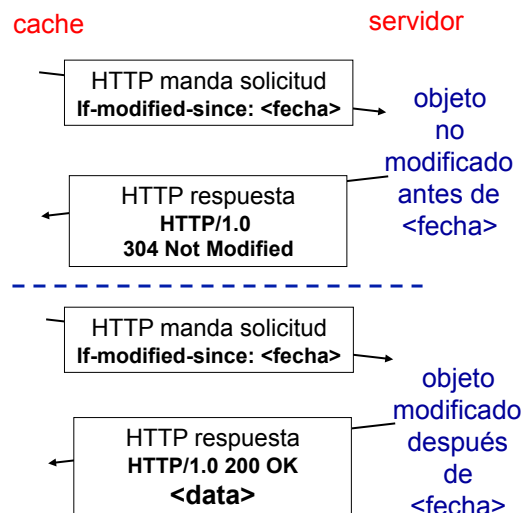 cache
servidor
HTTP manda solicitud
If-modified-since: <fecha>
objeto
no
modificado
antes de
<fecha>
HTTP respuesta
HTTP/1.0
304 Not Modified
HTTP manda solicitud
If-modified-since: <fecha>
objeto
modificado
después
de
<fecha>
HTTP respuesta
HTTP/1.0 200 OK
<data>